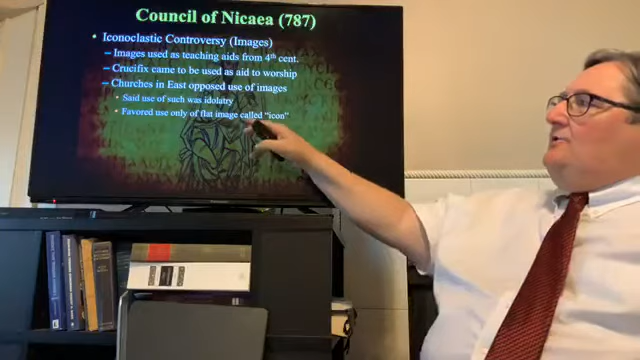 Council of Nicaea (787)
• Iconoclastic Controversy (Images)
– Images used as teaching aids from 4th cent.
– Crucifix came to be used as aid to worship
– Churches in East opposed use of images
• Said use of such was idolatry
• Favored use only of flat image called "icon"